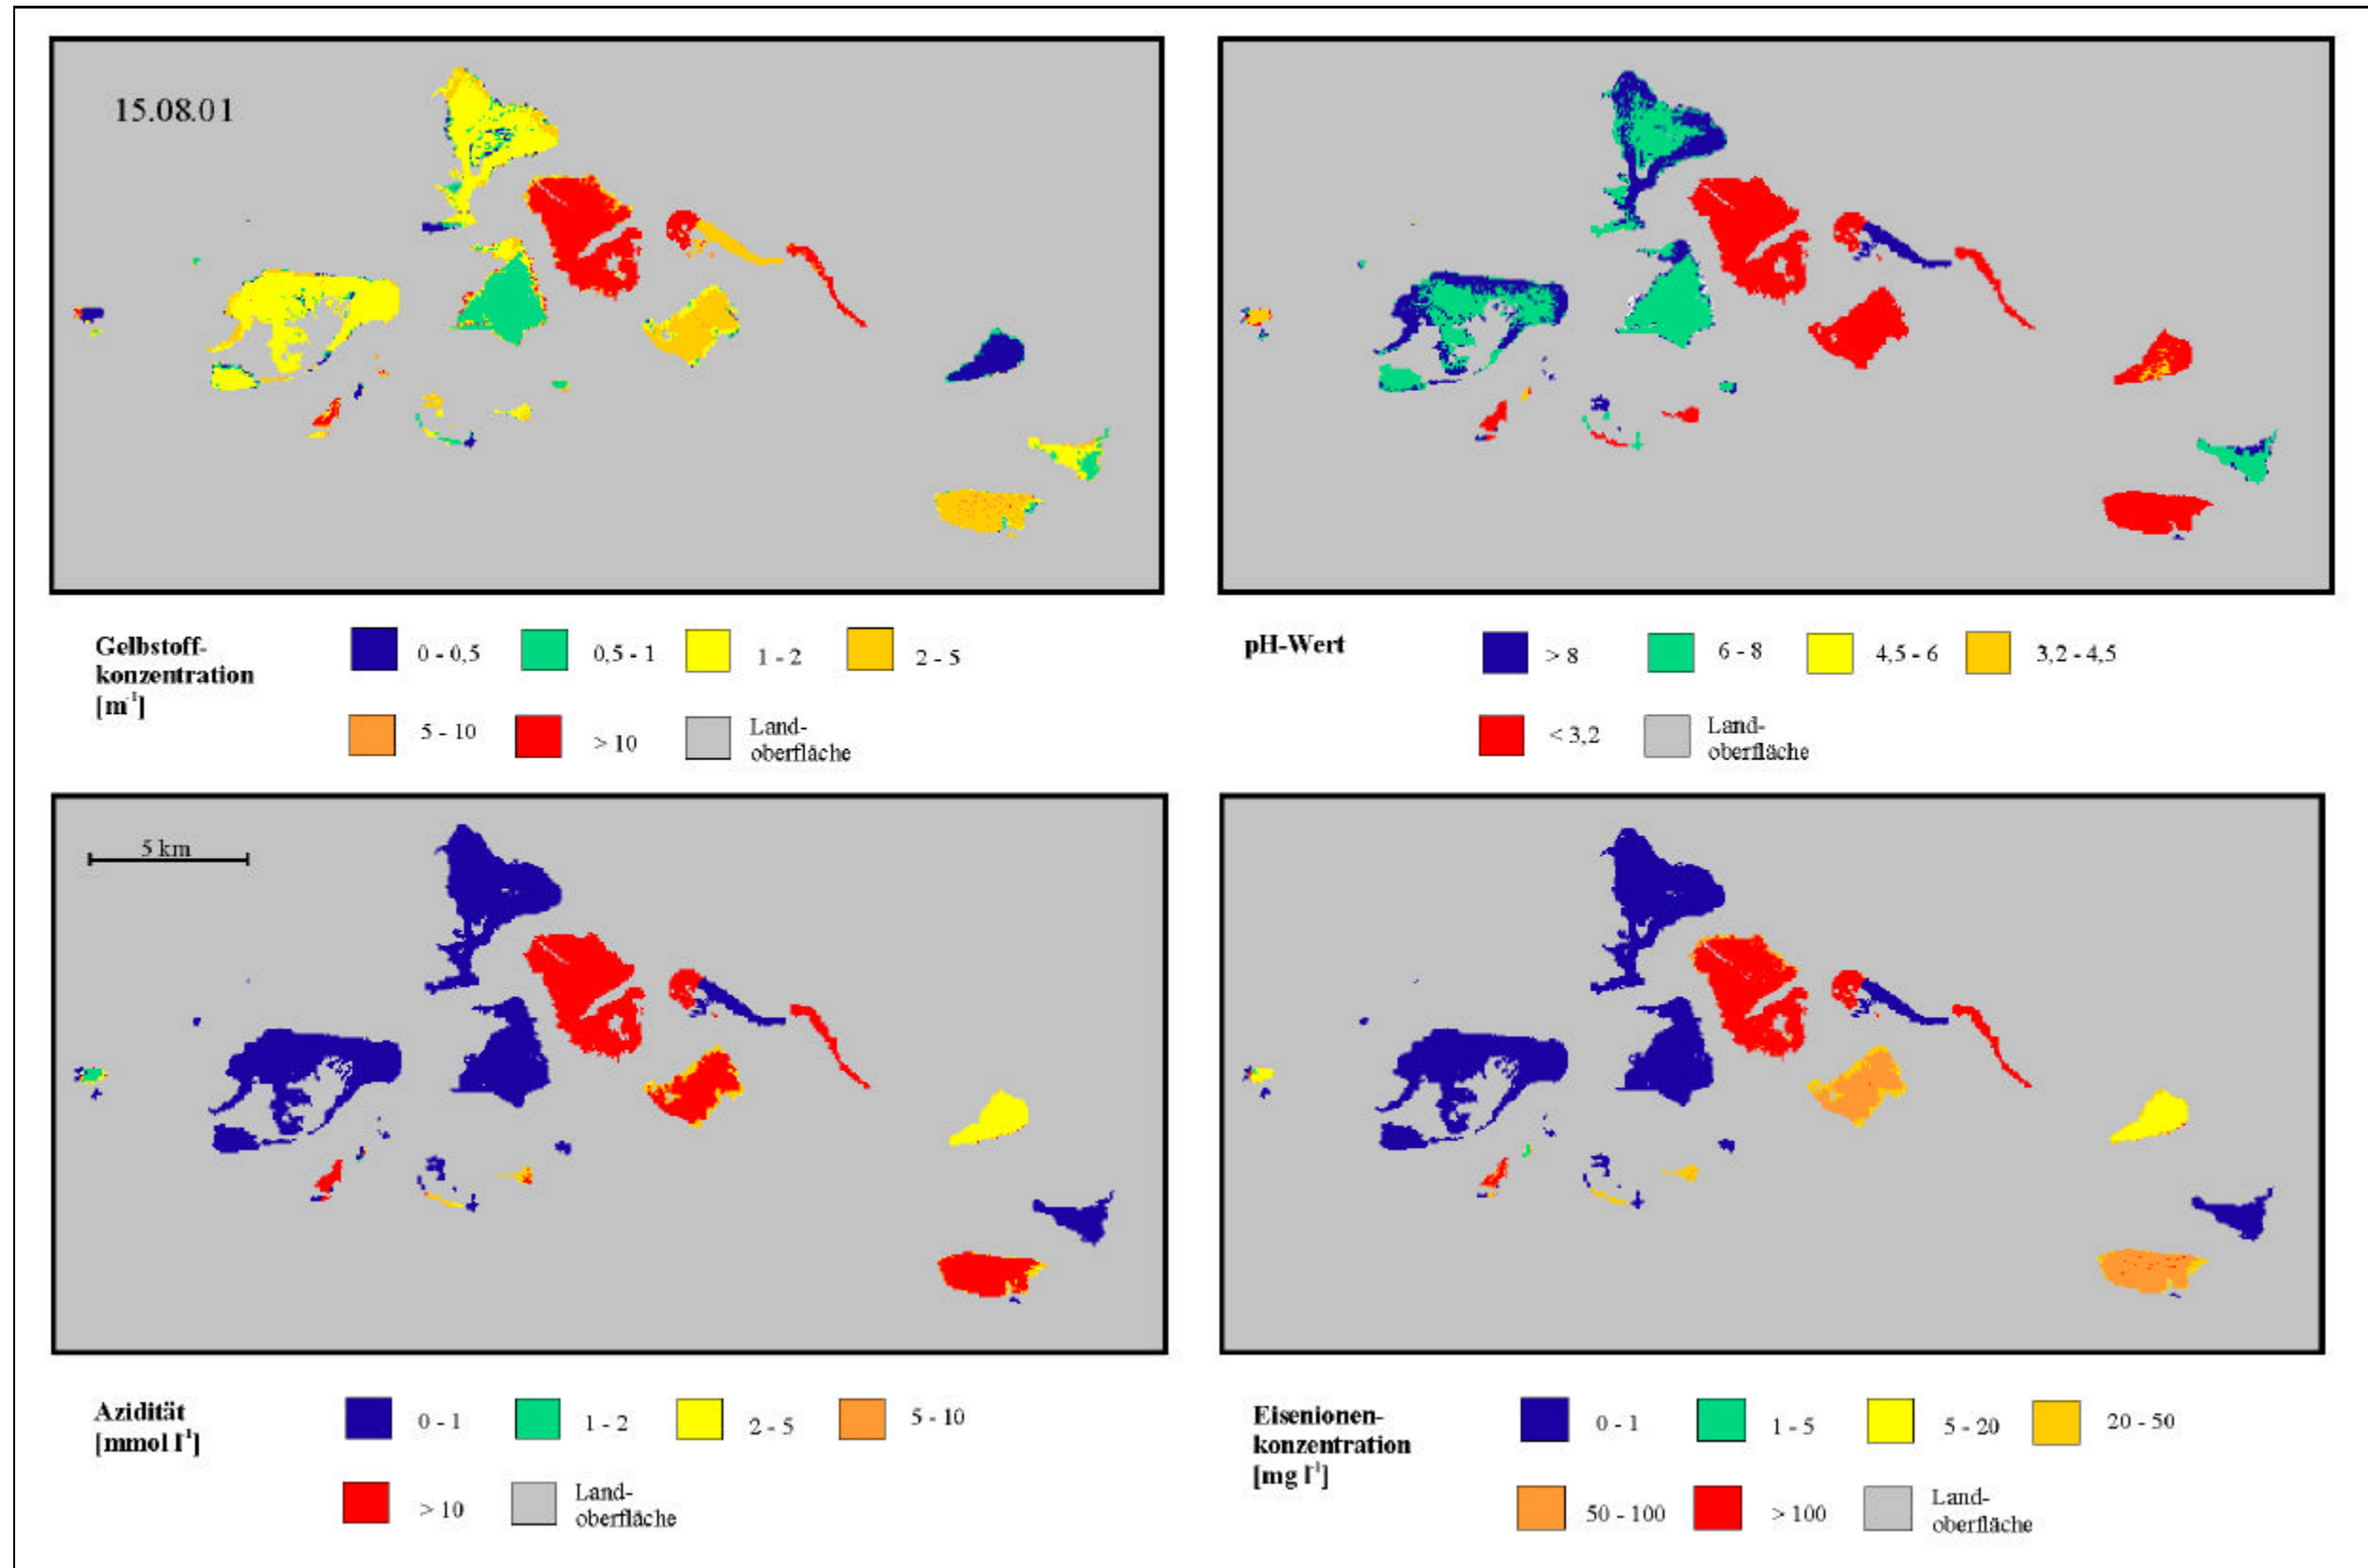 15.08.01
Gelbstoff-
konzentration
[m⁻¹]
0 - 0,5
0,5 - 1
1 - 2
2 - 5
5 - 10
> 10
Land-
oberfläche
pH-Wert
> 8
6 - 8
4,5 - 6
3,2 - 4,5
< 3,2
Land-
oberfläche
5 km
Azidität
[mmol l⁻¹]
0 - 1
1 - 2
2 - 5
5 - 10
> 10
Land-
oberfläche
Eisenionen-
konzentration
[mg l⁻¹]
0 - 1
1 - 5
5 - 20
20 - 50
50 - 100
> 100
Land-
oberfläche